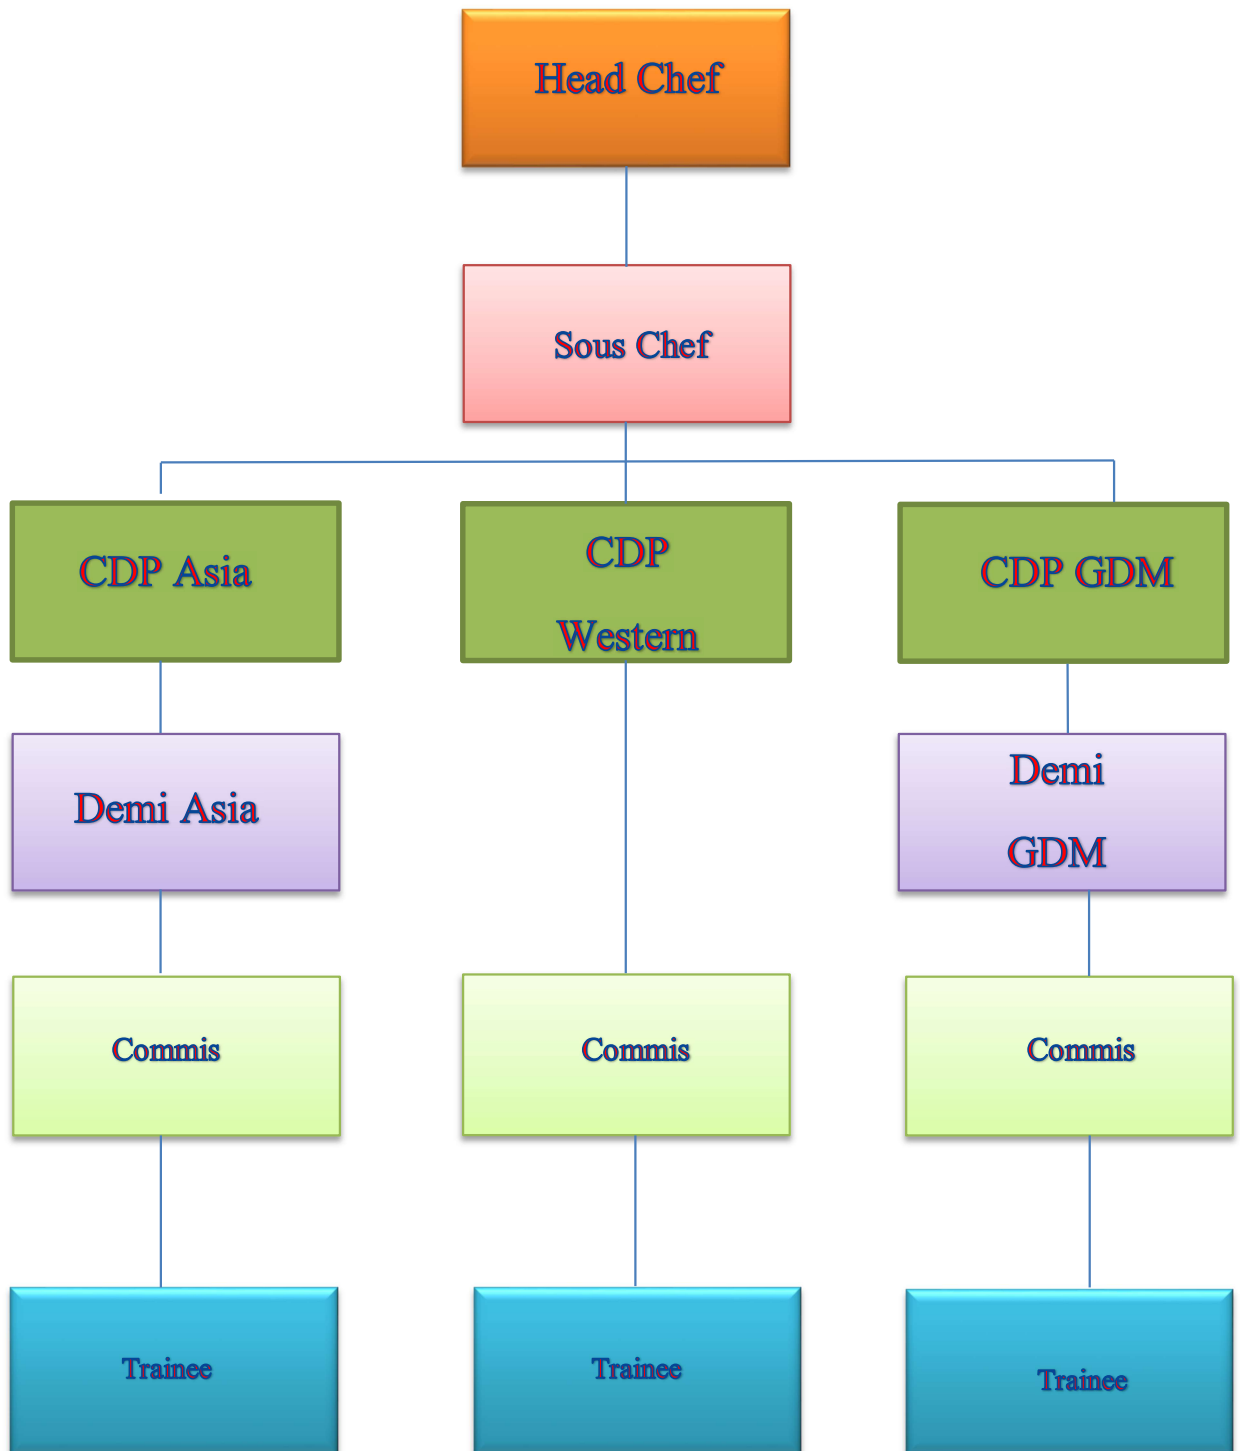 Head Chef
Sous Chef
CDP Asia
CDP
Western
CDP GDM
Demi Asia
Demi
GDM
Commis
Commis
Commis
Trainee
Trainee
Trainee